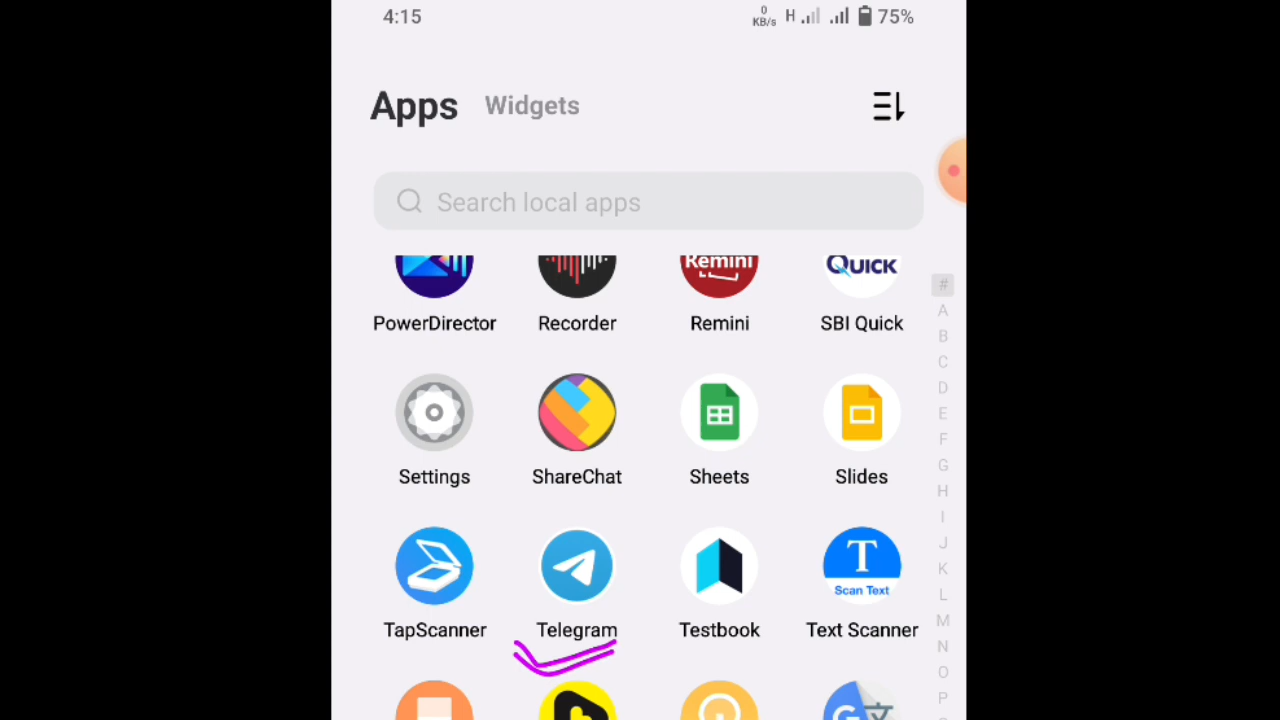 4:15 0 KB/s H 75%
Apps Widgets
Search local apps
Remini QUICK
PowerDirector Recorder Remini SBI Quick
Settings ShareChat Sheets Slides
T
Scan Text
TapScanner Telegram Testbook Text Scanner
G 文
#
A
B
C
D
E
F
G
H
I
J
K
L
M
N
O
P